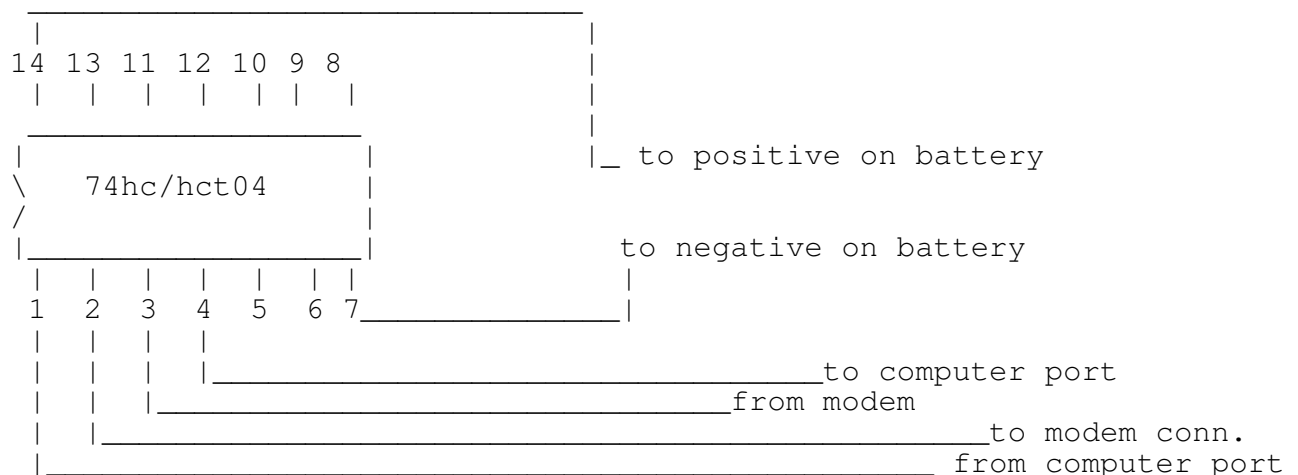 14 13 11 12 10 9 8
to positive on battery
74hc/hct04
to negative on battery
1 2 3 4 5 6 7
to computer port
from modem
to modem conn.
from computer port